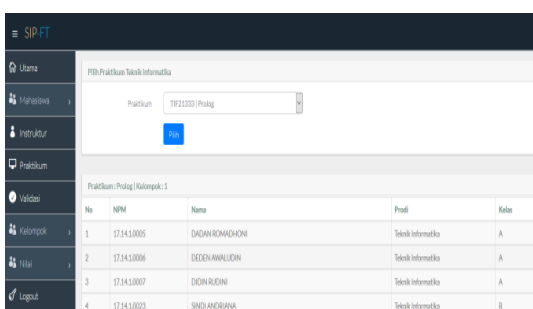 ≡ SIP-FT
Utama
Mahasiswa
Instruktur
Praktikum
Validasi
Kelompok
Nilai
Logout
Pilih Praktikum Teknik Informatika
Praktikum TIF21333 | Prolog
Pilih
Praktikum : Prolog | Kelompok : 1
No NPM Nama Prodi Kelas
1 17.14.1.0005 DADAN ROMADHONI Teknik Informatika A
2 17.14.1.0006 DEDEN AWALUDIN Teknik Informatika A
3 17.14.1.0007 DIDIN RUDINI Teknik Informatika A
4 17.14.1.0023 SINDI ANDRIANA Teknik Informatika B